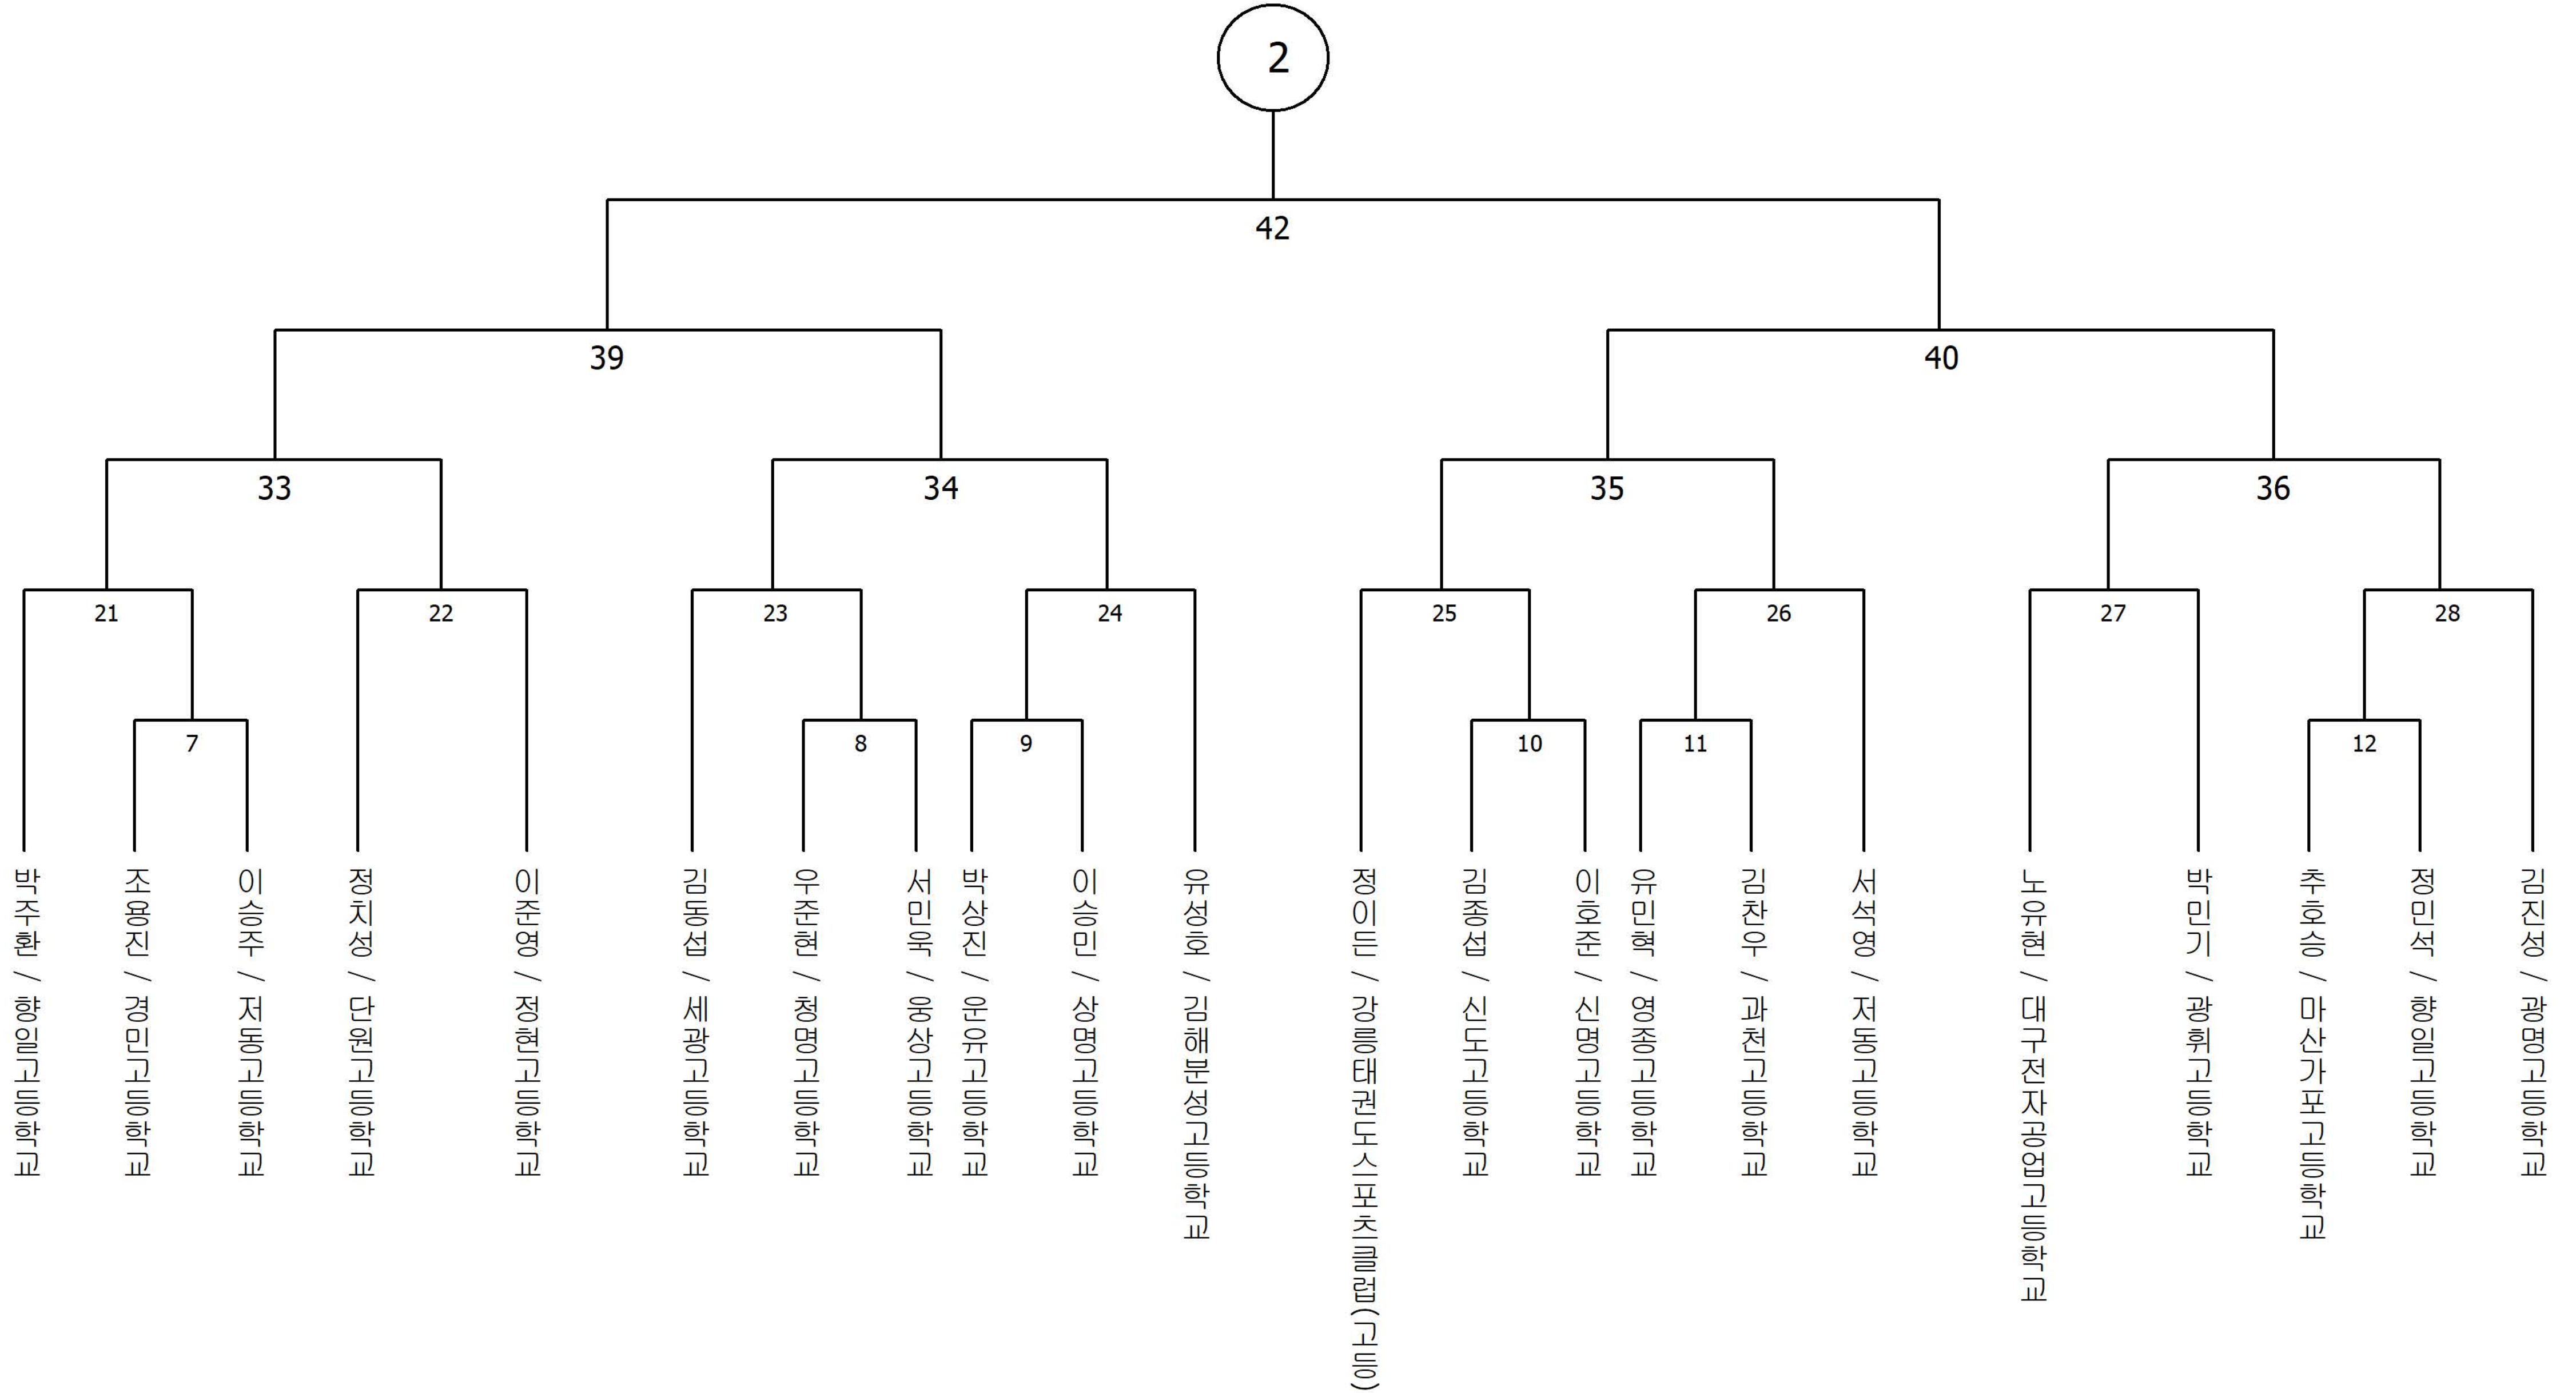 2
42
39
40
33
34
35
36
21
22
23
24
25
26
27
28
7
8
9
10
11
12
박주환 / 향일고등학교
조용진 / 경민고등학교
이승주 / 저동고등학교
정치성 / 단원고등학교
이준영 / 정현고등학교
김동섭 / 세광고등학교
우준현 / 청명고등학교
서민욱 / 웅상고등학교
박상진 / 운유고등학교
이승민 / 상명고등학교
유성호 / 김해분성고등학교
정이든 / 강릉태권도스포츠클럽(고등)
김종섭 / 신도고등학교
이호준 / 신명고등학교
유민혁 / 영종고등학교
김찬우 / 과천고등학교
서석영 / 저동고등학교
노유현 / 대구전자공업고등학교
박민기 / 광휘고등학교
추호승 / 마산가포고등학교
정민석 / 향일고등학교
김진성 / 광명고등학교